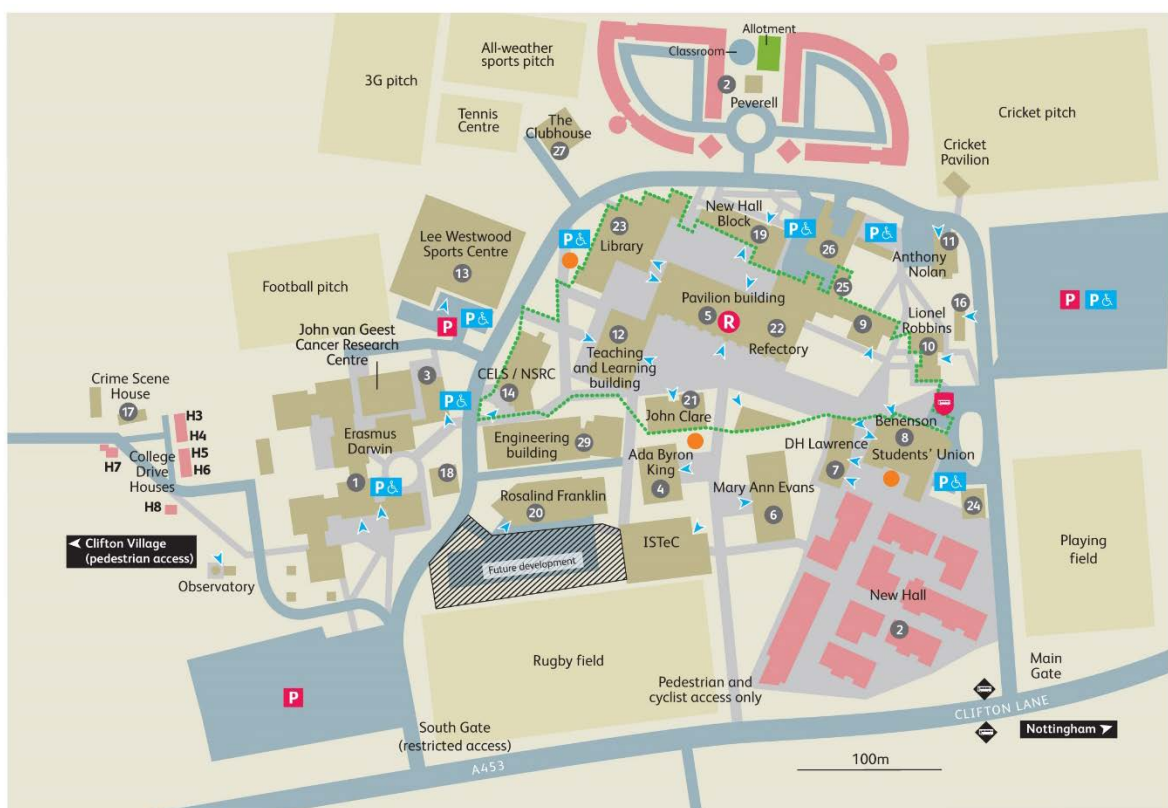 All-weather
sports pitch
3G pitch
Tennis
Centre
The
Clubhouse
27
Classroom
Allotment
2
Peverell
Cricket pitch
Cricket
Pavilion
New Hall
Block
19
23
Library
P
26
P
Anthony
Nolan
11
25
Lee Westwood
Sports Centre
13
Football pitch
P
P
P
Pavilion building
5
R
22
Refectory
9
16
Lionel
Robbins
10
P P
12
Teaching
and Learning
building
John van Geest
Cancer Research
Centre
3
CELS / NSRC
14
P
21
John Clare
Crime Scene
House
17
H3
H4
H5
H6
H7
College
Drive
Houses
H8
Erasmus
Darwin
1
P
18
Engineering
building
29
Ada Byron
King
4
Benenson
8
DH Lawrence
Students' Union
7
P
24
Mary Ann Evans
6
Rosalind Franklin
20
ISTeC
Future development
Clifton Village
(pedestrian access)
Observatory
New Hall
2
Playing
field
Rugby field
P
Pedestrian and
cyclist access only
Main
Gate
South Gate
(restricted access)
CLIFTON LANE
Nottingham
A453
100m